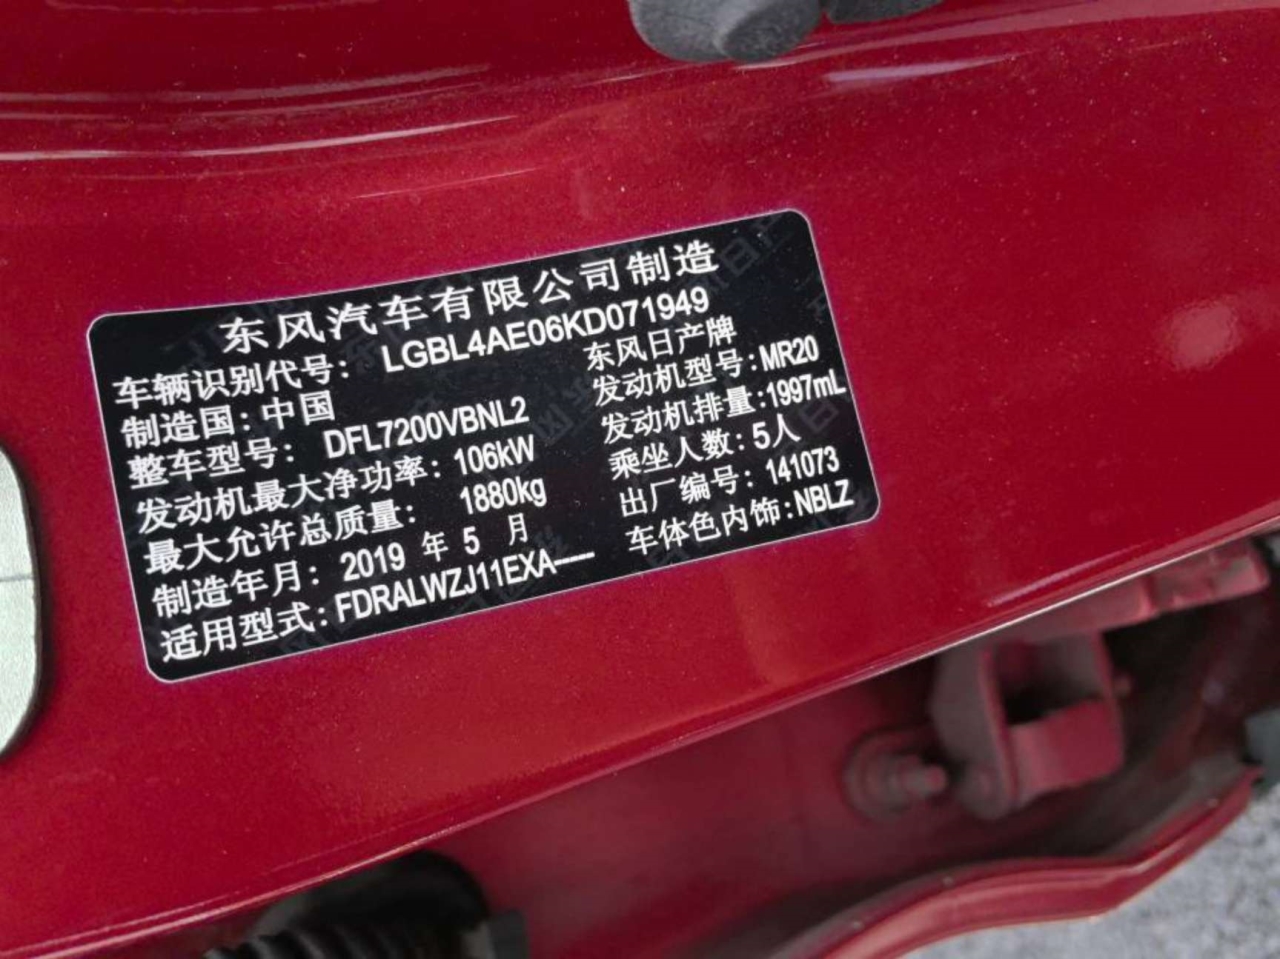 东风汽车有限公司制造
车辆识别代号： LGBL4AE06KD071949
制造国：中国 东风日产牌
整车型号： DFL7200VBNL2 发动机型号：MR20
发动机最大净功率：106kW 发动机排量：1997mL
最大允许总质量： 1880kg 乘坐人数：5人
制造年月：2019 年 5 月 出厂编号：141073
适用型式：FDRALWZJ11EXA---- 车体色内饰：NBLZ